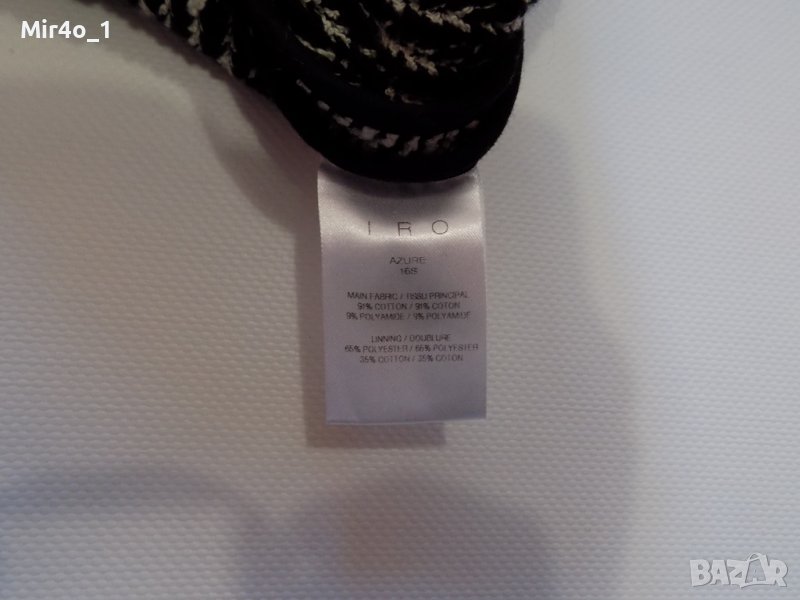 Mir4o_1
IRO
AZURE
16S
MAIN FABRIC / TISSU PRINCIPAL
91% COTTON / 91% COTON
9% POLYAMIDE / 9% POLYAMIDE
LINNING / DOUBLURE
65% POLYESTER / 65% POLYESTER
35% COTTON / 35% COTON
BAZAR